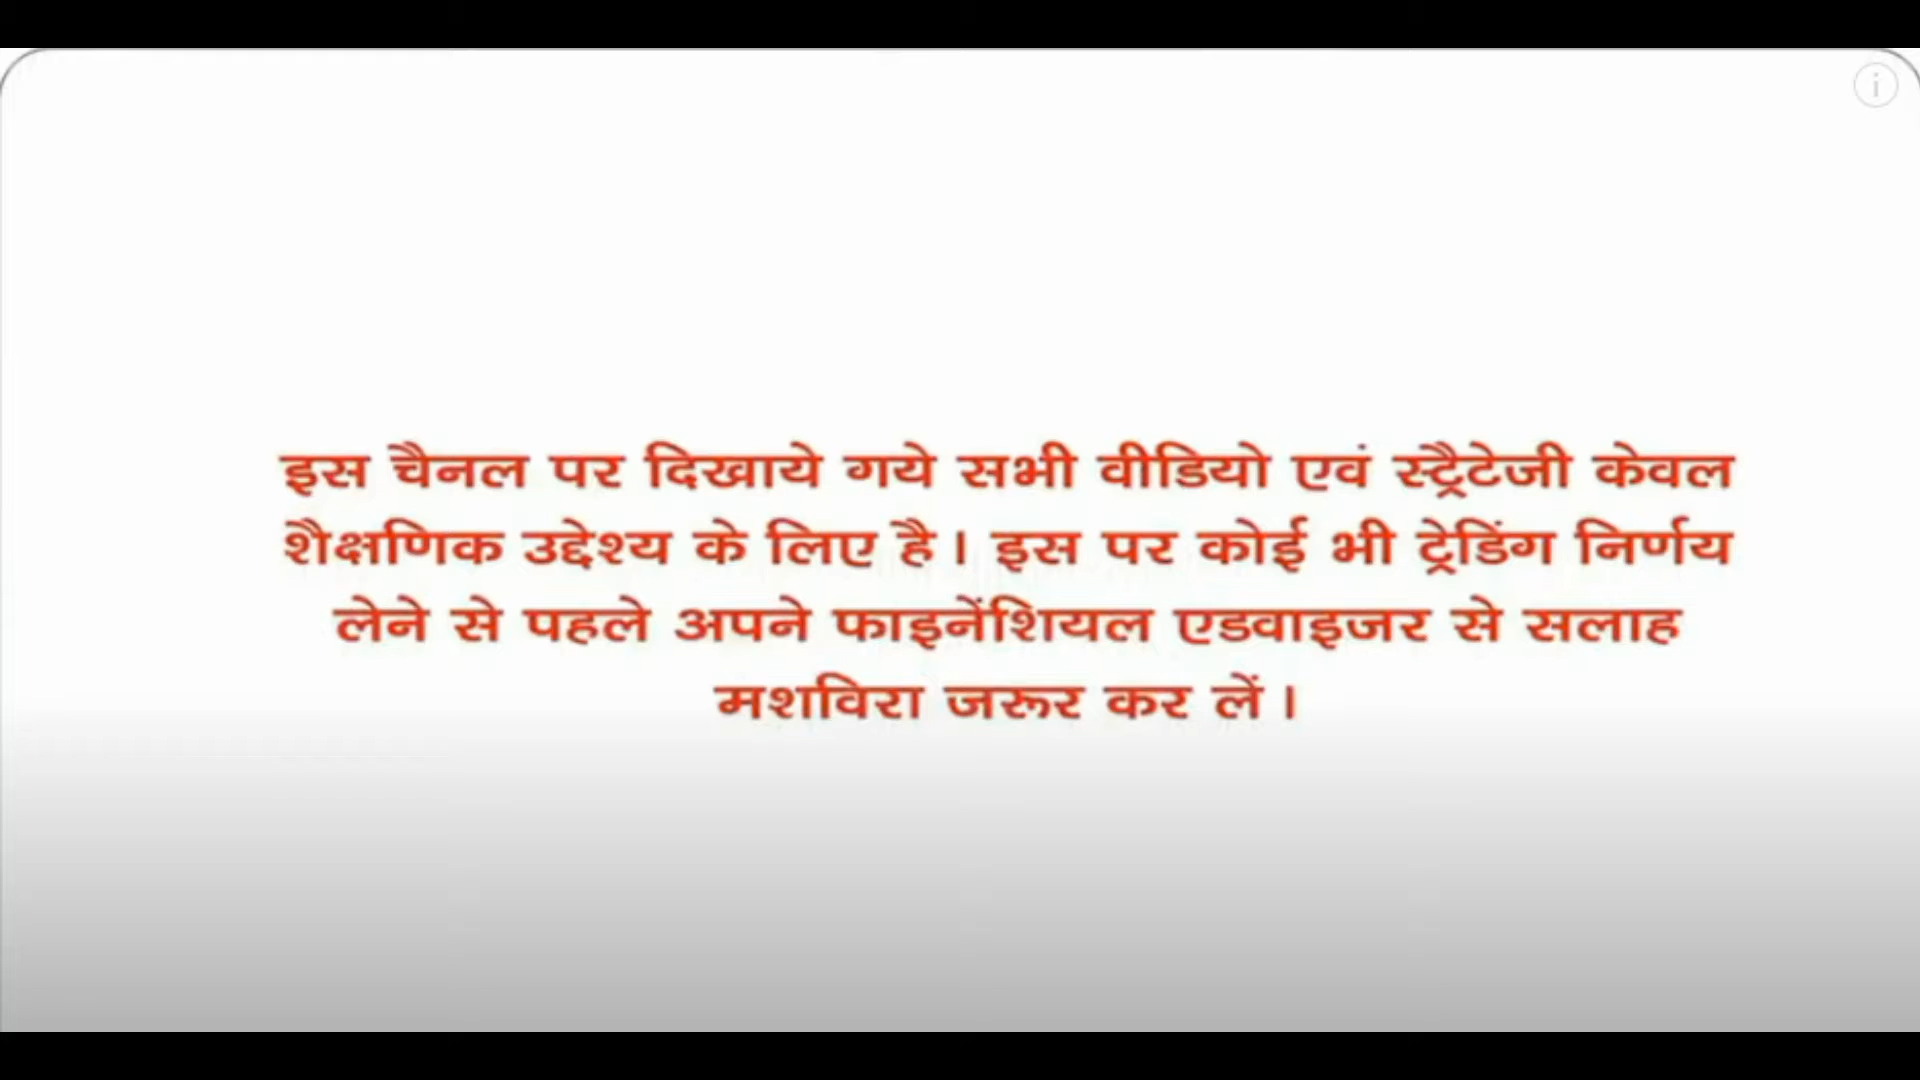 इस चैनल पर दिखाये गये सभी वीडियो एवं स्ट्रैटेजी केवल
शैक्षणिक उद्देश्य के लिए है। इस पर कोई भी ट्रेडिंग निर्णय
लेने से पहले अपने फाइनेंशियल एडवाइजर से सलाह
मशविरा जरूर कर लें।